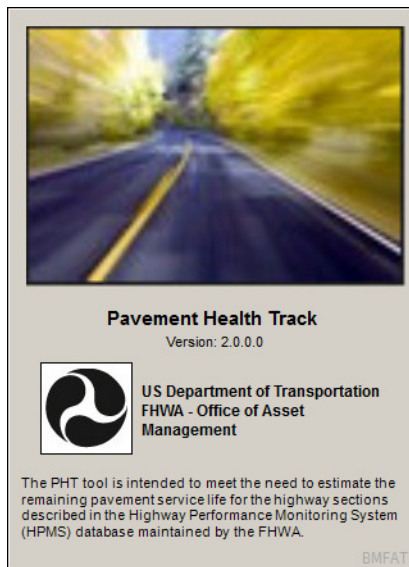 Pavement Health Track
Version: 2.0.0.0
US Department of Transportation
FHWA - Office of Asset
Management
The PHT tool is intended to meet the need to estimate the
remaining pavement service life for the highway sections
described in the Highway Performance Monitoring System
(HPMS) database maintained by the FHWA.
BMFAT